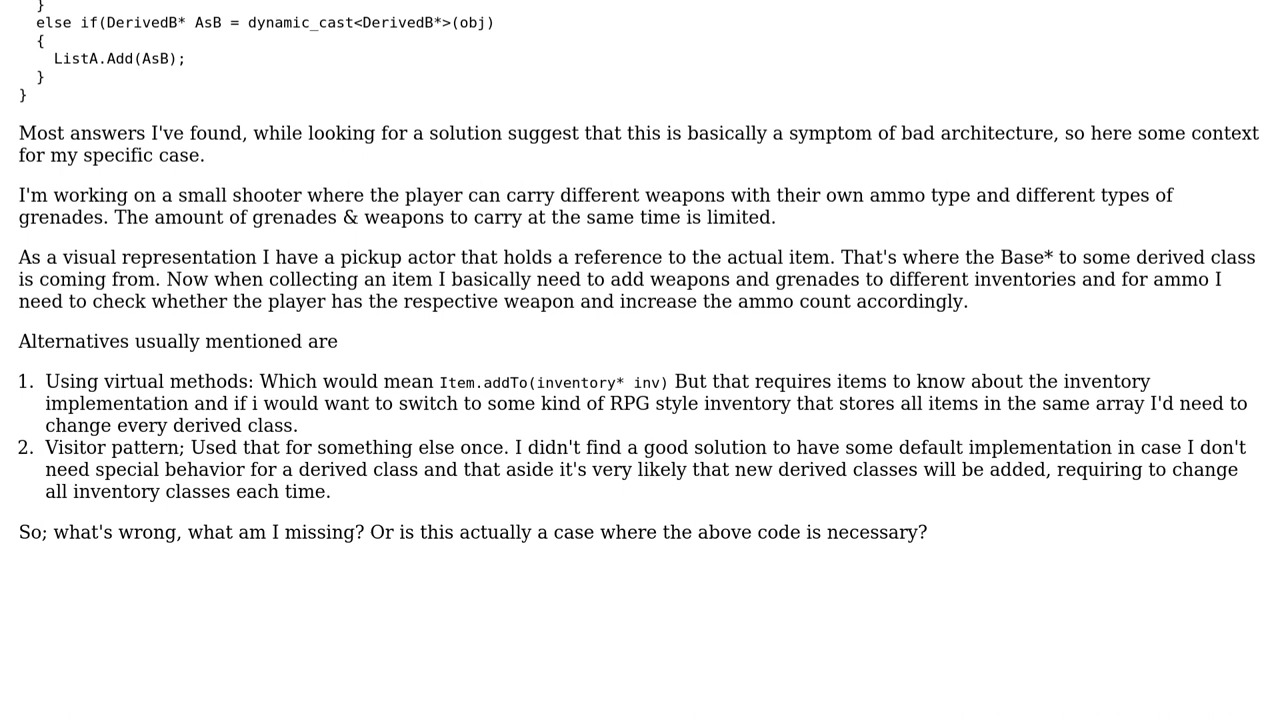 }
else if(DerivedB* AsB = dynamic_cast<DerivedB*>(obj)
{
ListA.Add(AsB);
}
}
Most answers I've found, while looking for a solution suggest that this is basically a symptom of bad architecture, so here some context
for my specific case.
I'm working on a small shooter where the player can carry different weapons with their own ammo type and different types of
grenades. The amount of grenades & weapons to carry at the same time is limited.
As a visual representation I have a pickup actor that holds a reference to the actual item. That's where the Base* to some derived class
is coming from. Now when collecting an item I basically need to add weapons and grenades to different inventories and for ammo I
need to check whether the player has the respective weapon and increase the ammo count accordingly.
Alternatives usually mentioned are
1. Using virtual methods: Which would mean Item.addTo(inventory* inv) But that requires items to know about the inventory
implementation and if i would want to switch to some kind of RPG style inventory that stores all items in the same array I'd need to
change every derived class.
2. Visitor pattern; Used that for something else once. I didn't find a good solution to have some default implementation in case I don't
need special behavior for a derived class and that aside it's very likely that new derived classes will be added, requiring to change
all inventory classes each time.
So; what's wrong, what am I missing? Or is this actually a case where the above code is necessary?